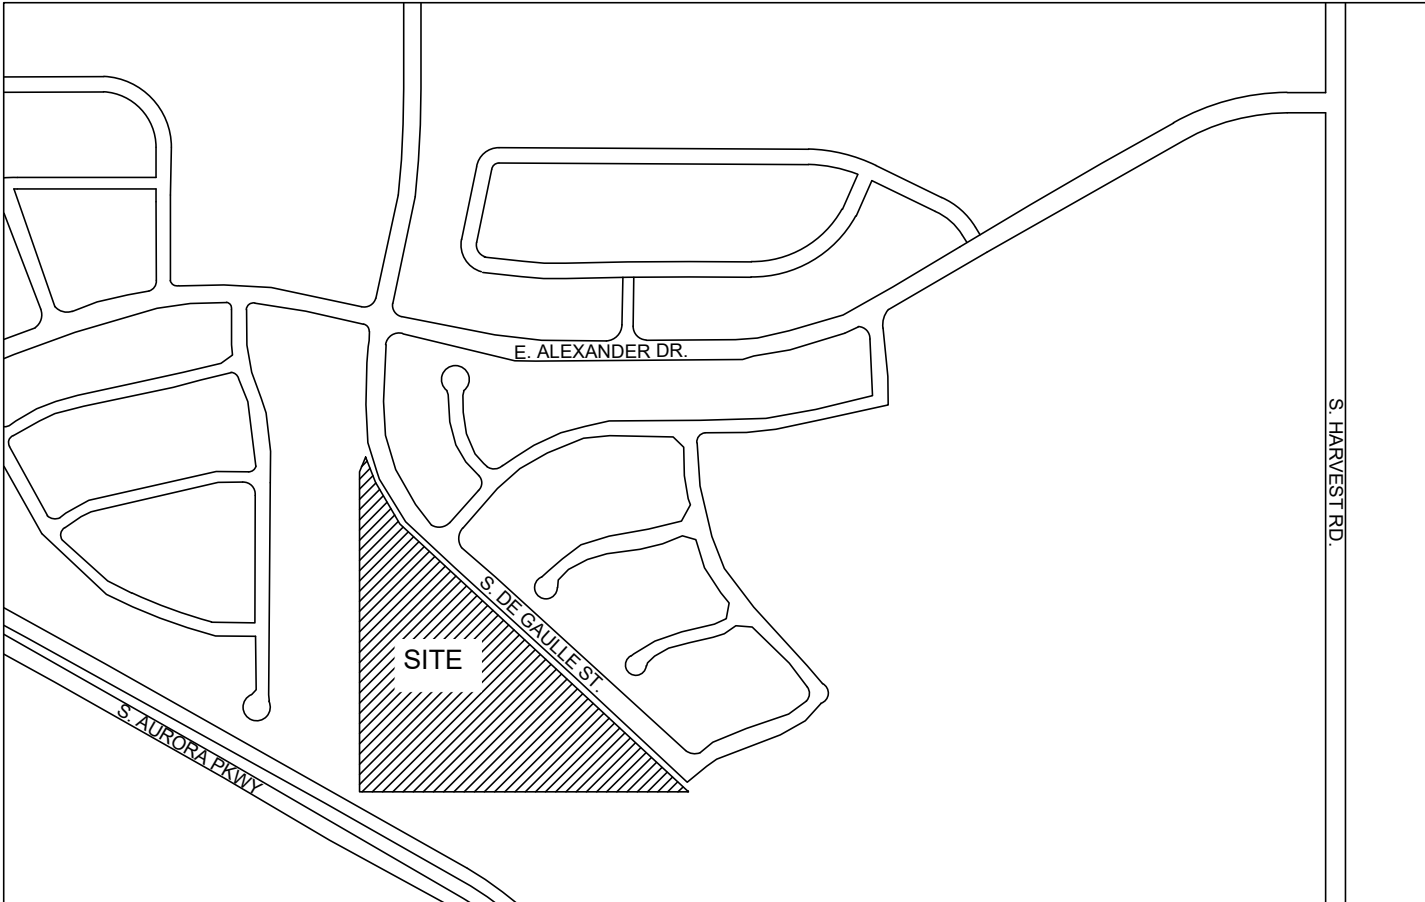 E. ALEXANDER DR.
S. HARVEST RD.
S. DE GAULLE ST.
SITE
S. AURORA PKWY